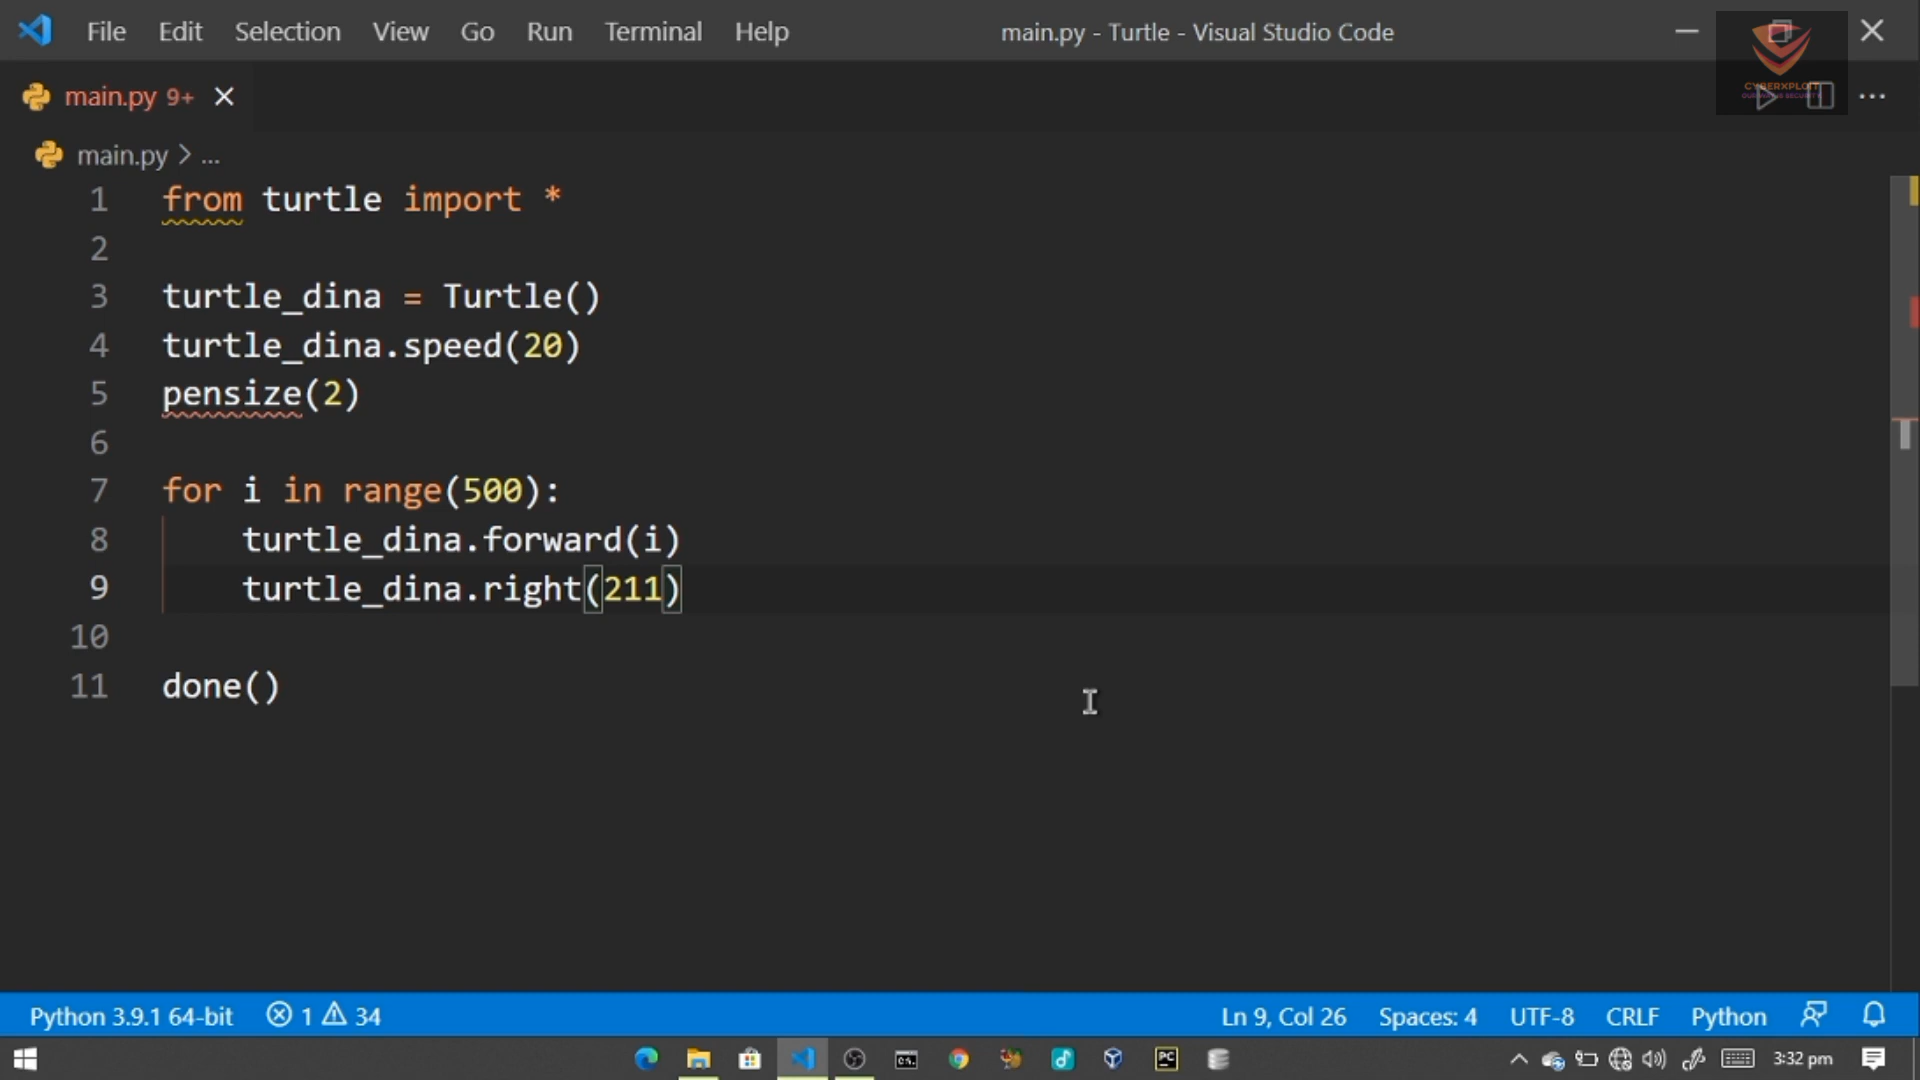 File Edit Selection View Go Run Terminal Help main.py - Turtle - Visual Studio Code
CYBERXPLOIT
main.py 9+
main.py > ...
1 from turtle import *
2
3 turtle_dina = Turtle()
4 turtle_dina.speed(20)
5 pensize(2)
6
7 for i in range(500):
8 turtle_dina.forward(i)
9 turtle_dina.right(211)
10
11 done()
Python 3.9.1 64-bit 1 34 Ln 9, Col 26 Spaces: 4 UTF-8 CRLF Python
PC 3:32 pm